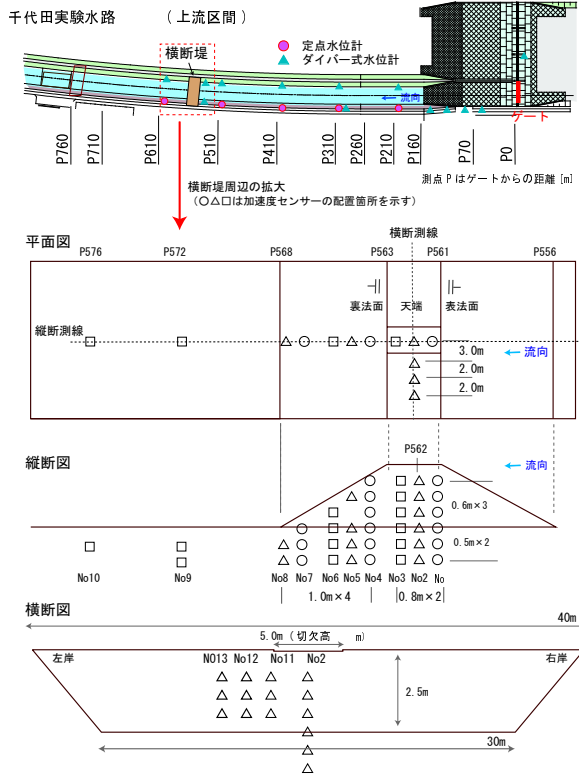 千代田実験水路 (上流区間)
定点水位計
ダイバー式水位計
横断堤
流向
ゲート
P760 P710 P610 P510 P410 P310 P260 P210 P160 P70 P0
測点Pはゲートからの距離[m]
横断堤周辺の拡大
(○△□は加速度センサーの配置箇所を示す)
平面図
横断測線
P576 P572 P568 P563 P561 P556
裏法面 天端 表法面
縦断測線
3.0m
流向
2.0m
2.0m
縦断図
P562
流向
0.6m×3
0.5m×2
No10 No9 No8 No7 No6 No5 No4 No3 No2 No
1.0m×4 0.8m×2
横断図
40m
5.0m (切欠高 m)
左岸 右岸
NO13 No12 No11 No2
2.5m
30m